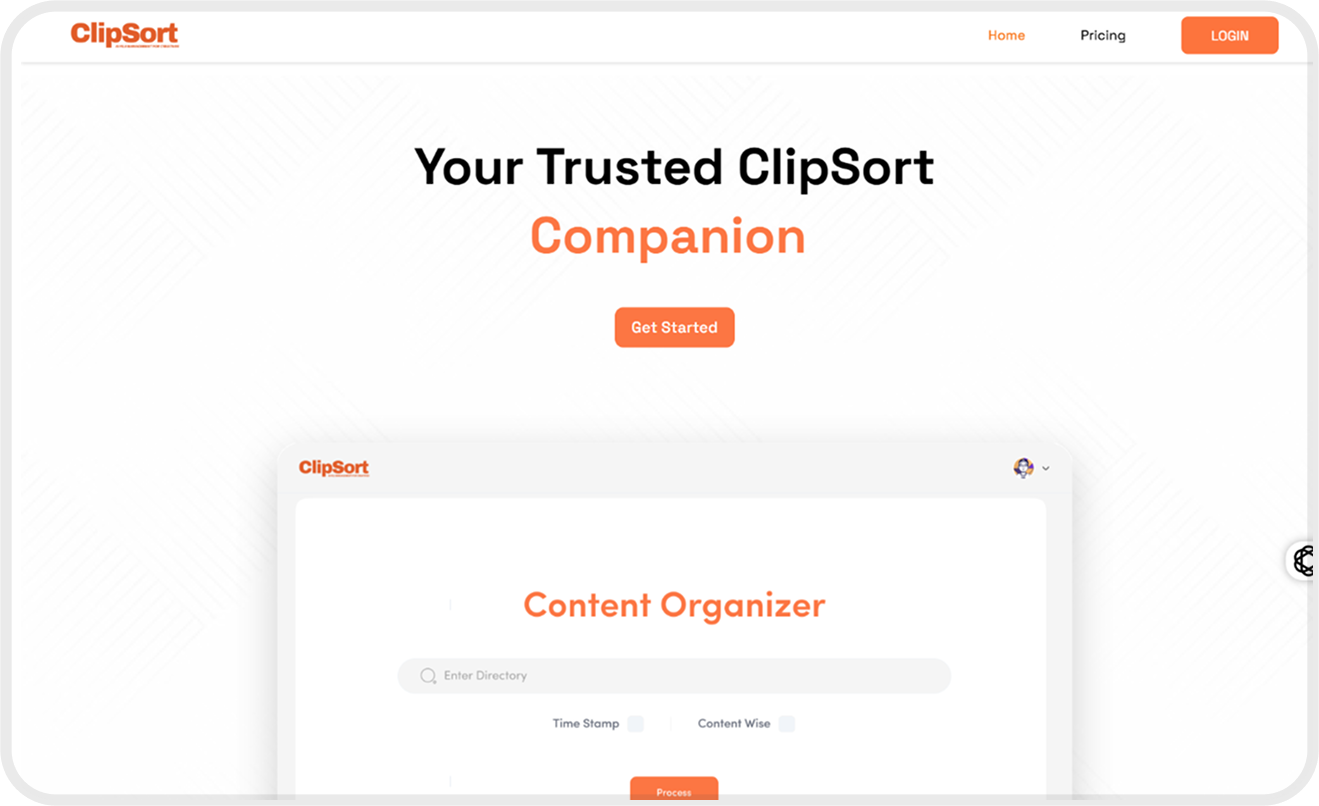 ClipSort
Home
Pricing
LOGIN
Your Trusted ClipSort
Companion
Get Started
ClipSort
Content Organizer
Enter Directory
Time Stamp
Content Wise
Process